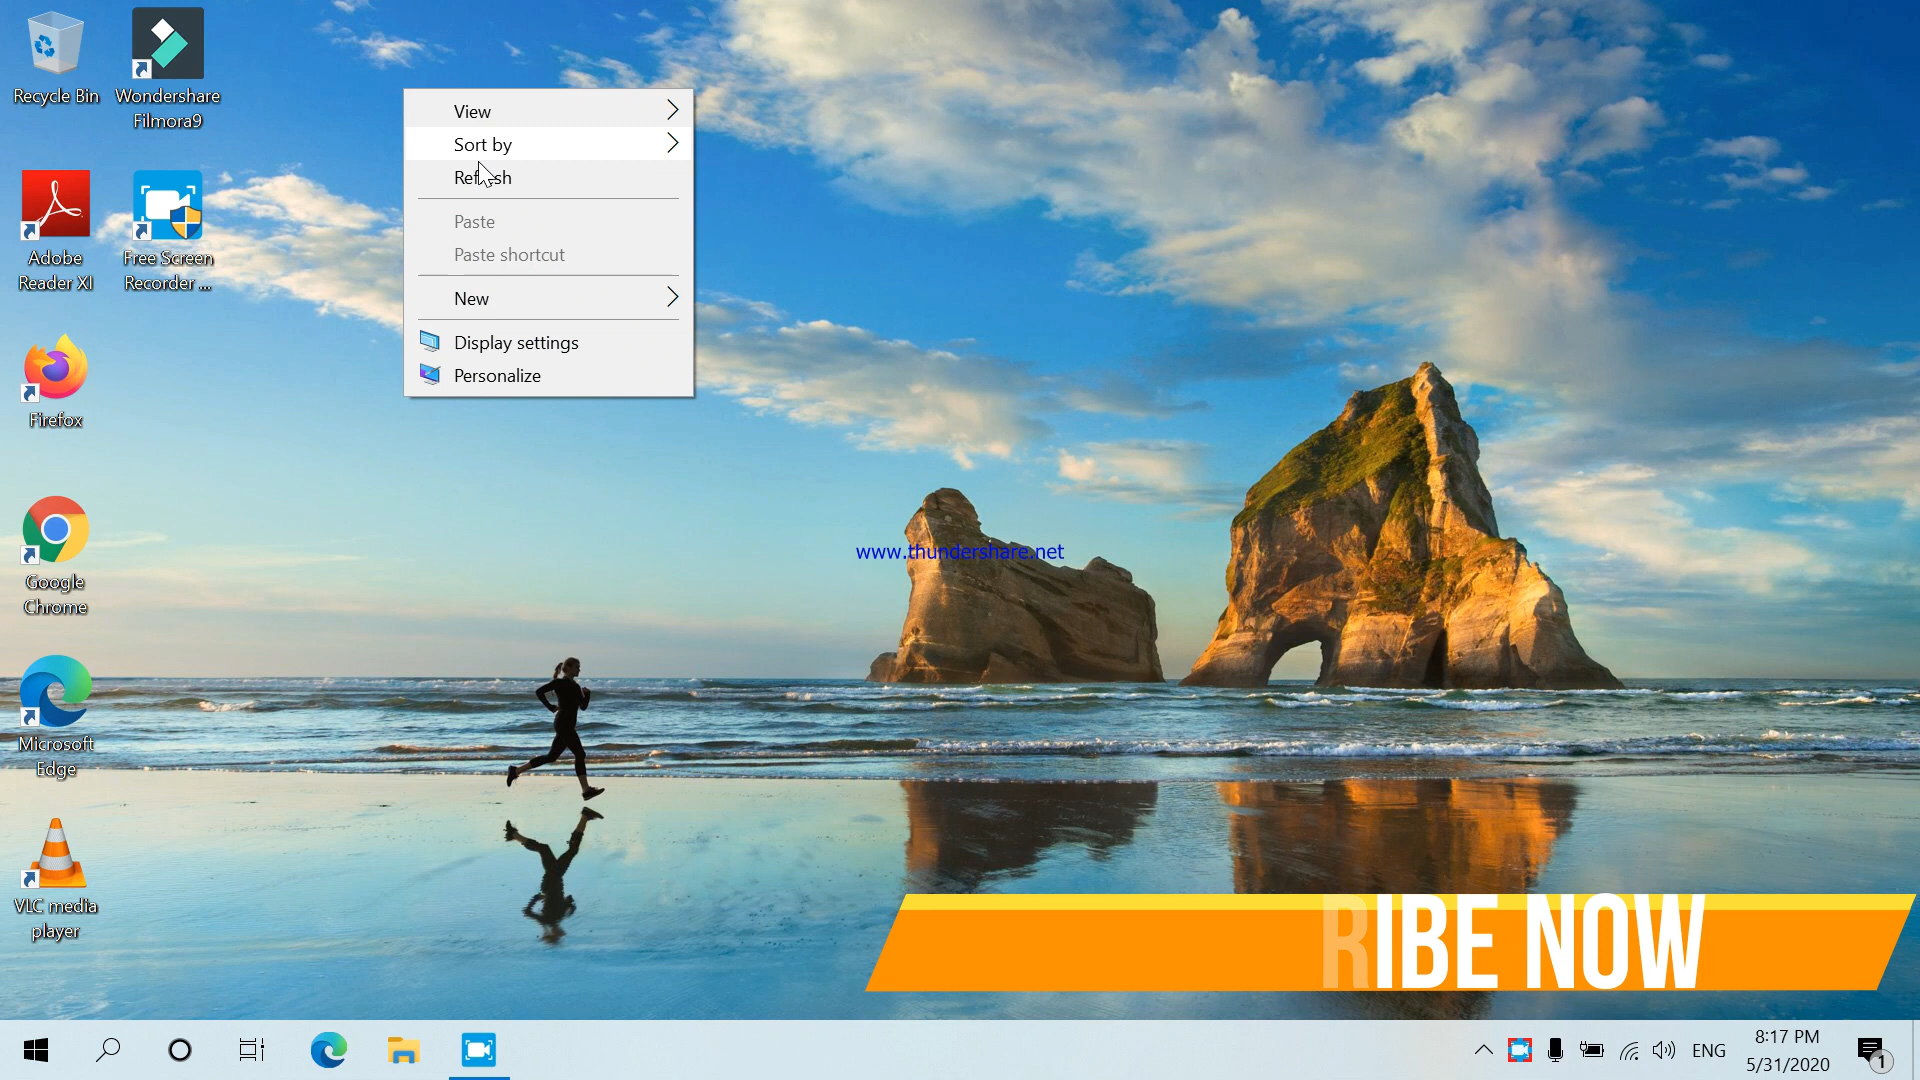 Recycle Bin
Wondershare
Filmora9
Adobe
Reader XI
Free Screen
Recorder ...
Firefox
Google
Chrome
Microsoft
Edge
VLC media
player
View
Sort by
Refresh
Paste
Paste shortcut
New
Display settings
Personalize
www.thundershare.net
RIBE NOW
ENG
8:17 PM
5/31/2020
1